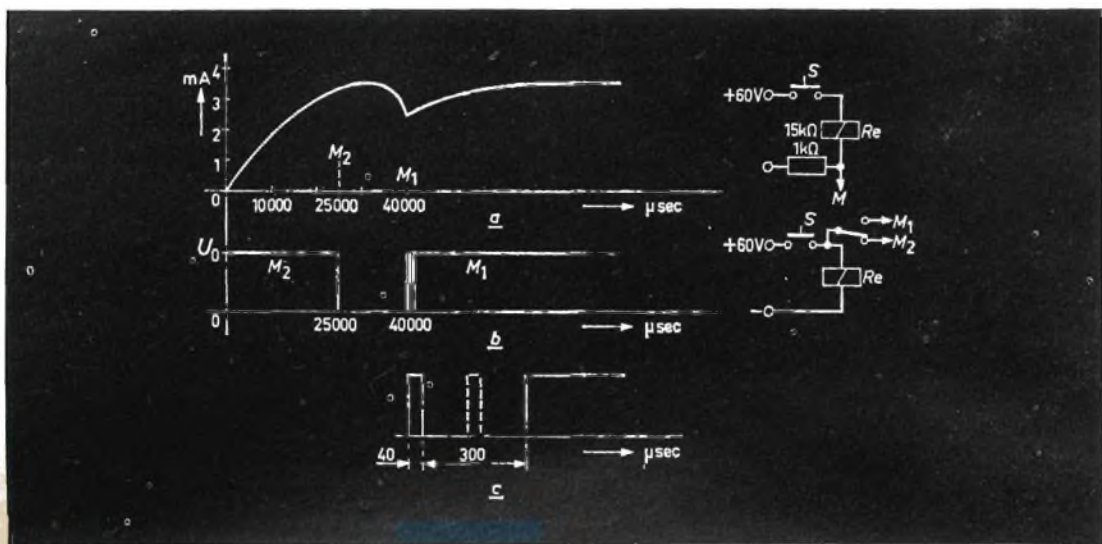 mA 4
3
2
1
0
M2
M1
10000 25000 40000
a
µsec
S
+60V
15kΩ
Re
1kΩ
M
U0
M2
M1
0
25000 40000
b
µsec
S
M1
+60V
M2
Re
40
300
µsec
c